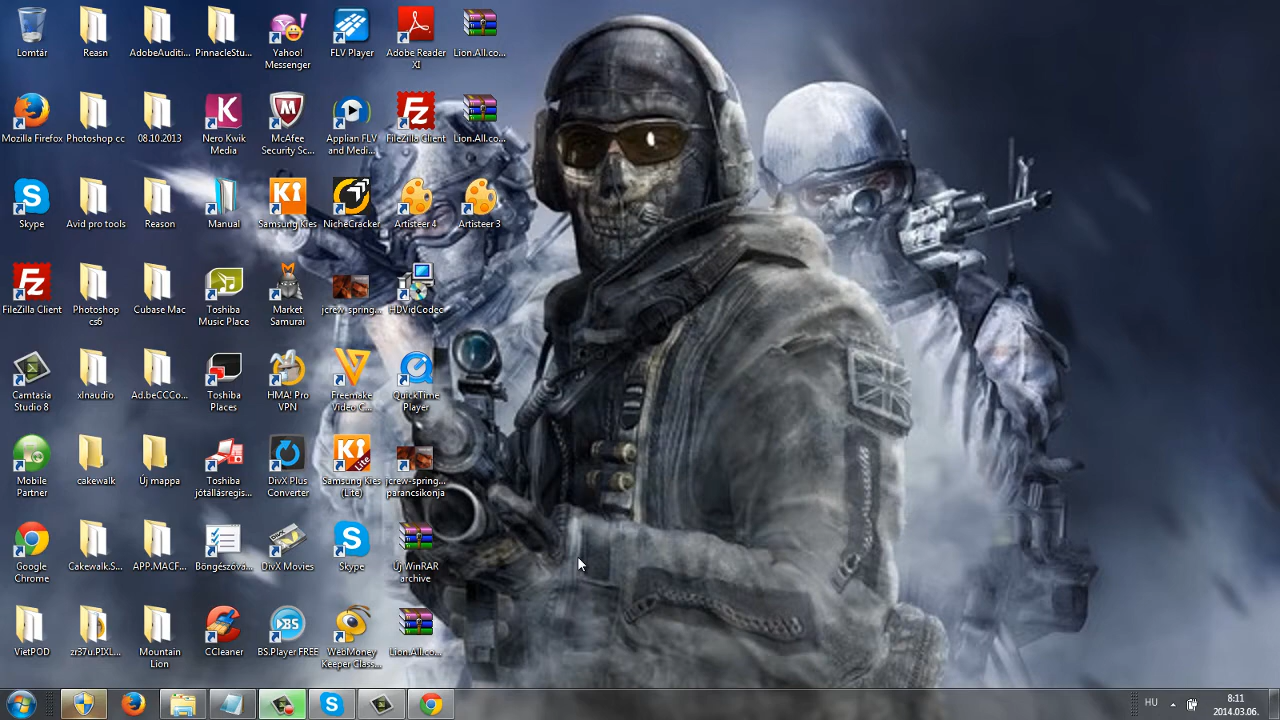 Lomtár
Reasn
AdobeAuditi...
PinnacleStu...
Yahoo!
Messenger
FLV Player
Adobe Reader
XI
Lion.All.co...
Mozilla Firefox
Photoshop cc
08.10.2013
Nero Kwik
Media
McAfee
Security Sc...
Applian FLV
and Medi...
FileZilla Client
Lion.All.co...
Skype
Avid pro tools
Reason
Manual
Samsung Kies
NicheCracker
Artisteer 4
Artisteer 3
FileZilla Client
Photoshop
cs6
Cubase Mac
Toshiba
Music Place
Market
Samurai
jcrew-spring...
HDVidCodec
Camtasia
Studio 8
xlnaudio
Ad.beCCCo...
Toshiba
Places
HMA! Pro
VPN
Freemake
Video C...
QuickTime
Player
Mobile
Partner
cakewalk
Új mappa
Toshiba
jótállásregis...
DivX Plus
Converter
Samsung Kies
(Lite)
jcrew-spring...
parancsikonja
Google
Chrome
Cakewalk.S...
APP.MACF...
Böngészőva...
DivX Movies
Skype
Új WinRAR
archive
VietPOD
zr37u.PIXL...
Mountain
Lion
CCleaner
BS.Player FREE
WebMoney
Keeper Class...
Lion.All.co...
HU
8:11
2014.03.06.